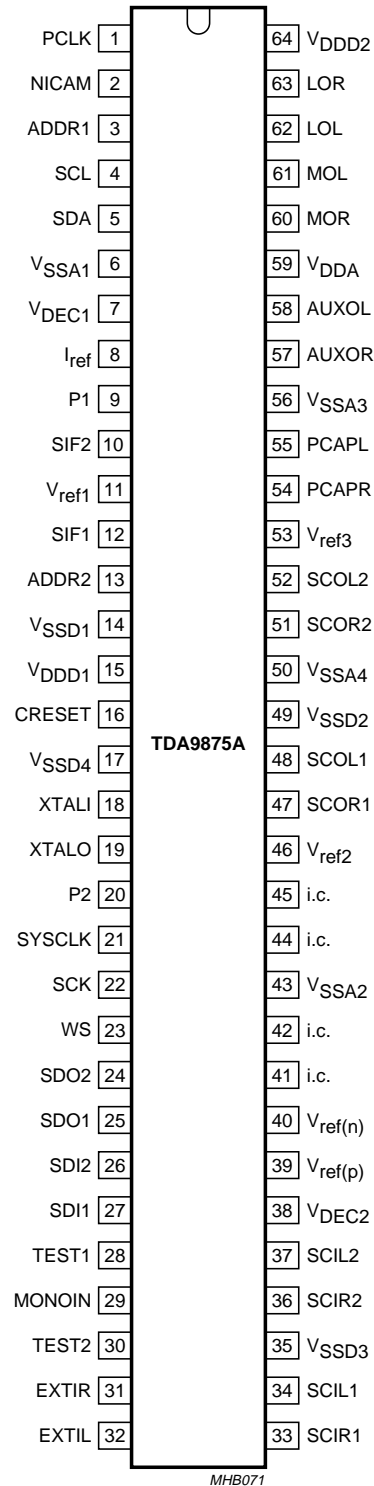 PCLK 1 64 VDDD2
NICAM 2 63 LOR
ADDR1 3 62 LOL
SCL 4 61 MOL
SDA 5 60 MOR
VSSA1 6 59 VDDA
VDEC1 7 58 AUXOL
Iref 8 57 AUXOR
P1 9 56 VSSA3
SIF2 10 55 PCAPL
Vref1 11 54 PCAPR
SIF1 12 53 Vref3
ADDR2 13 52 SCOL2
VSSD1 14 51 SCOR2
VDDD1 15 50 VSSA4
CRESET 16 49 VSSD2
TDA9875A
VSSD4 17 48 SCOL1
XTALI 18 47 SCOR1
XTALO 19 46 Vref2
P2 20 45 i.c.
SYSCLK 21 44 i.c.
SCK 22 43 VSSA2
WS 23 42 i.c.
SDO2 24 41 i.c.
SDO1 25 40 Vref(n)
SDI2 26 39 Vref(p)
SDI1 27 38 VDEC2
TEST1 28 37 SCIL2
MONOIN 29 36 SCIR2
TEST2 30 35 VSSD3
EXTIR 31 34 SCIL1
EXTIL 32 33 SCIR1
MHB071